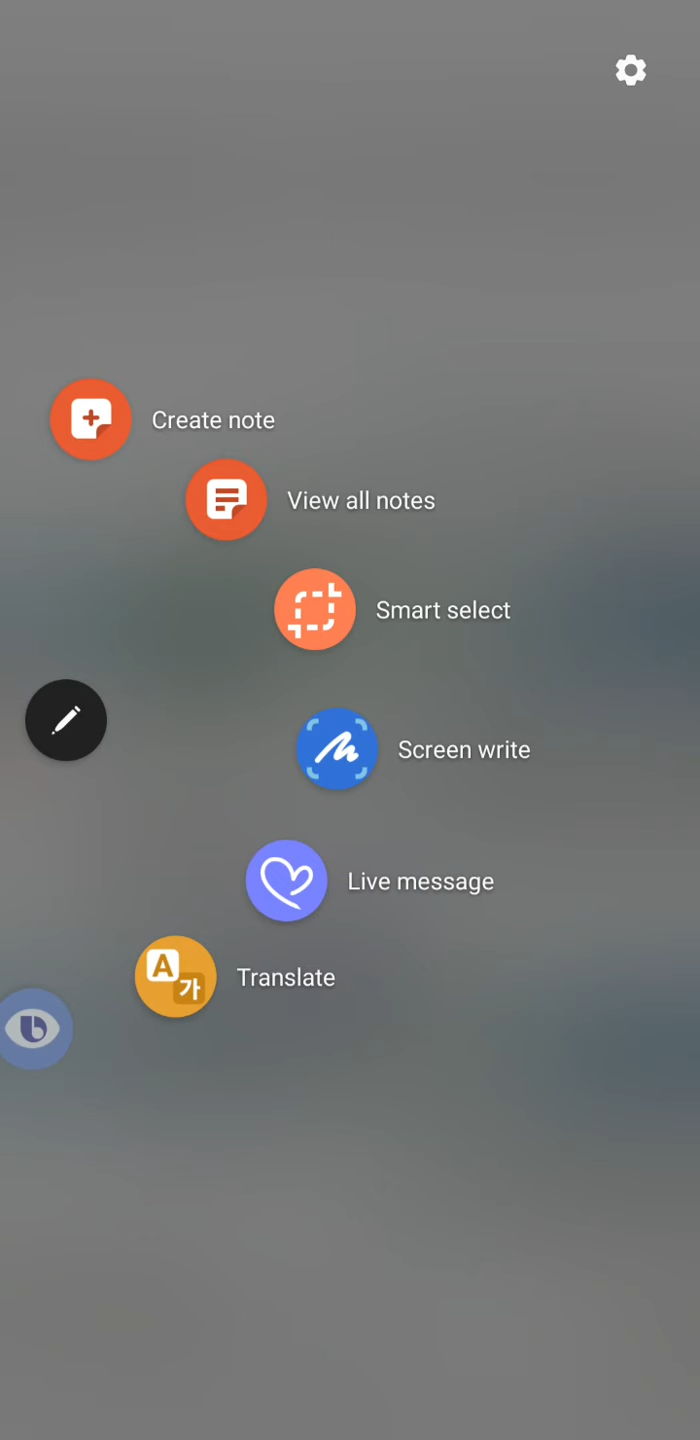 Create note
View all notes
Smart select
Screen write
Live message
A
가
Translate
b